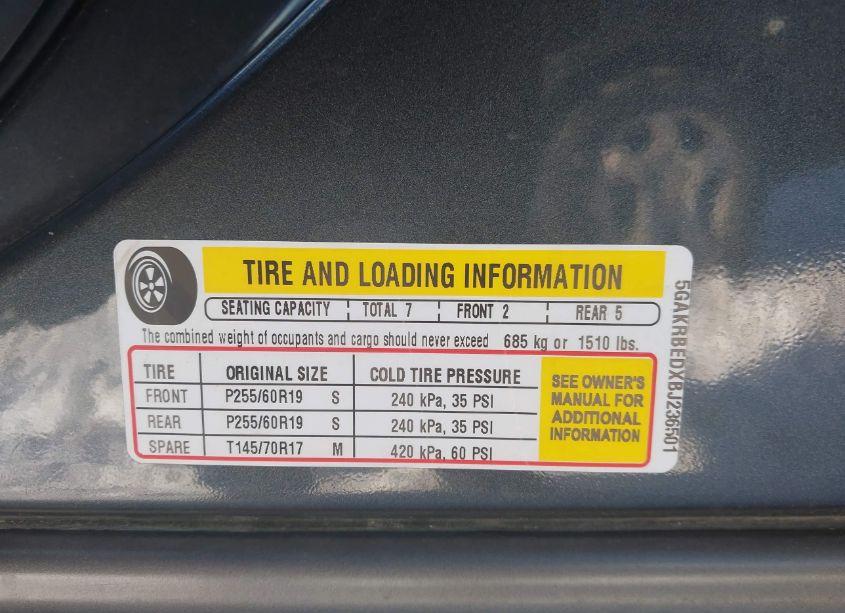 TIRE AND LOADING INFORMATION
SEATING CAPACITY TOTAL 7 FRONT 2 REAR 5
The combined weight of occupants and cargo should never exceed 685 kg or 1510 lbs.
TIRE ORIGINAL SIZE COLD TIRE PRESSURE
FRONT P255/60R19 S 240 kPa, 35 PSI
REAR P255/60R19 S 240 kPa, 35 PSI
SPARE T145/70R17 M 420 kPa, 60 PSI
SEE OWNER'S
MANUAL FOR
ADDITIONAL
INFORMATION
5GAKRBEDXBJ236501